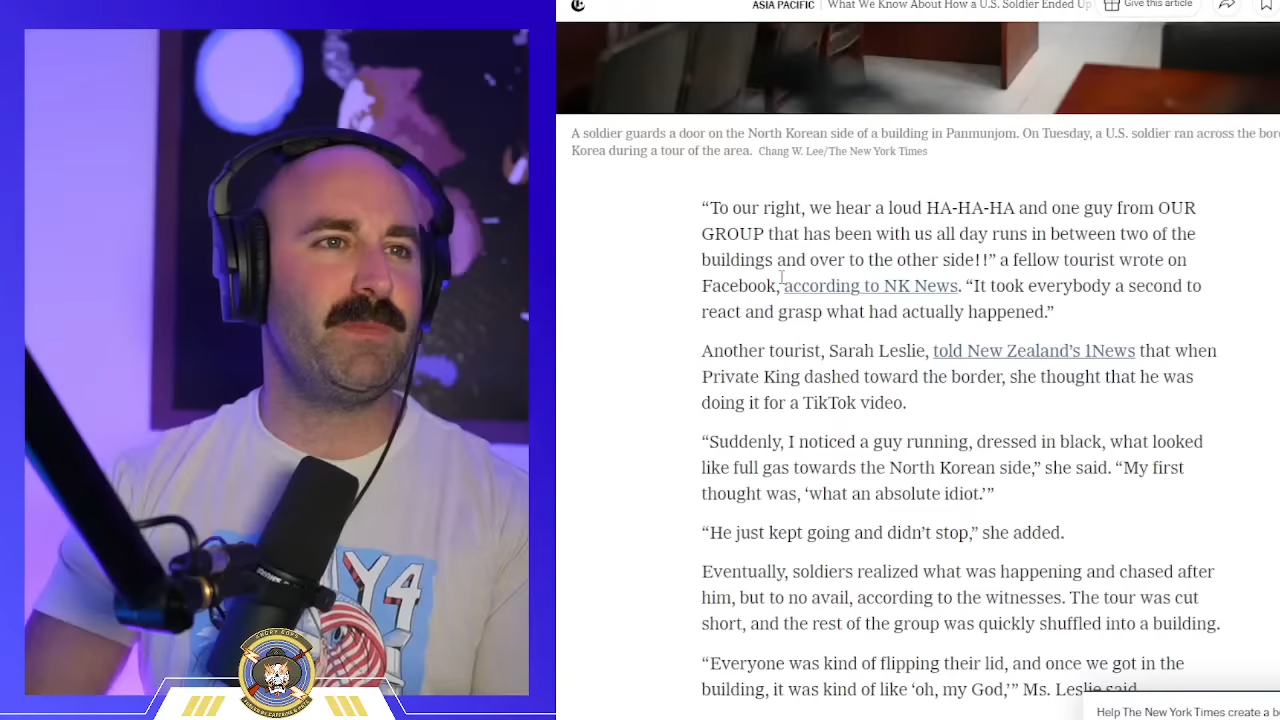 ASIA PACIFIC | What We Know About How a U.S. Soldier Ended Up
Give this article
A soldier guards a door on the North Korean side of a building in Panmunjom. On Tuesday, a U.S. soldier ran across the
Korea during a tour of the area. Chang W. Lee/The New York Times
“To our right, we hear a loud HA-HA-HA and one guy from OUR
GROUP that has been with us all day runs in between two of the
buildings and over to the other side!!” a fellow tourist wrote on
Facebook, according to NK News. “It took everybody a second to
react and grasp what had actually happened.”
Another tourist, Sarah Leslie, told New Zealand’s 1News that when
Private King dashed toward the border, she thought that he was
doing it for a TikTok video.
“Suddenly, I noticed a guy running, dressed in black, what looked
like full gas towards the North Korean side,” she said. “My first
thought was, ‘what an absolute idiot.’”
“He just kept going and didn’t stop,” she added.
Eventually, soldiers realized what was happening and chased after
him, but to no avail, according to the witnesses. The tour was cut
short, and the rest of the group was quickly shuffled into a building.
“Everyone was kind of flipping their lid, and once we got in the
building, it was kind of like ‘oh, my God,’” Ms. Leslie said
Help The New York Times create a
Y4
ANGRY COPS